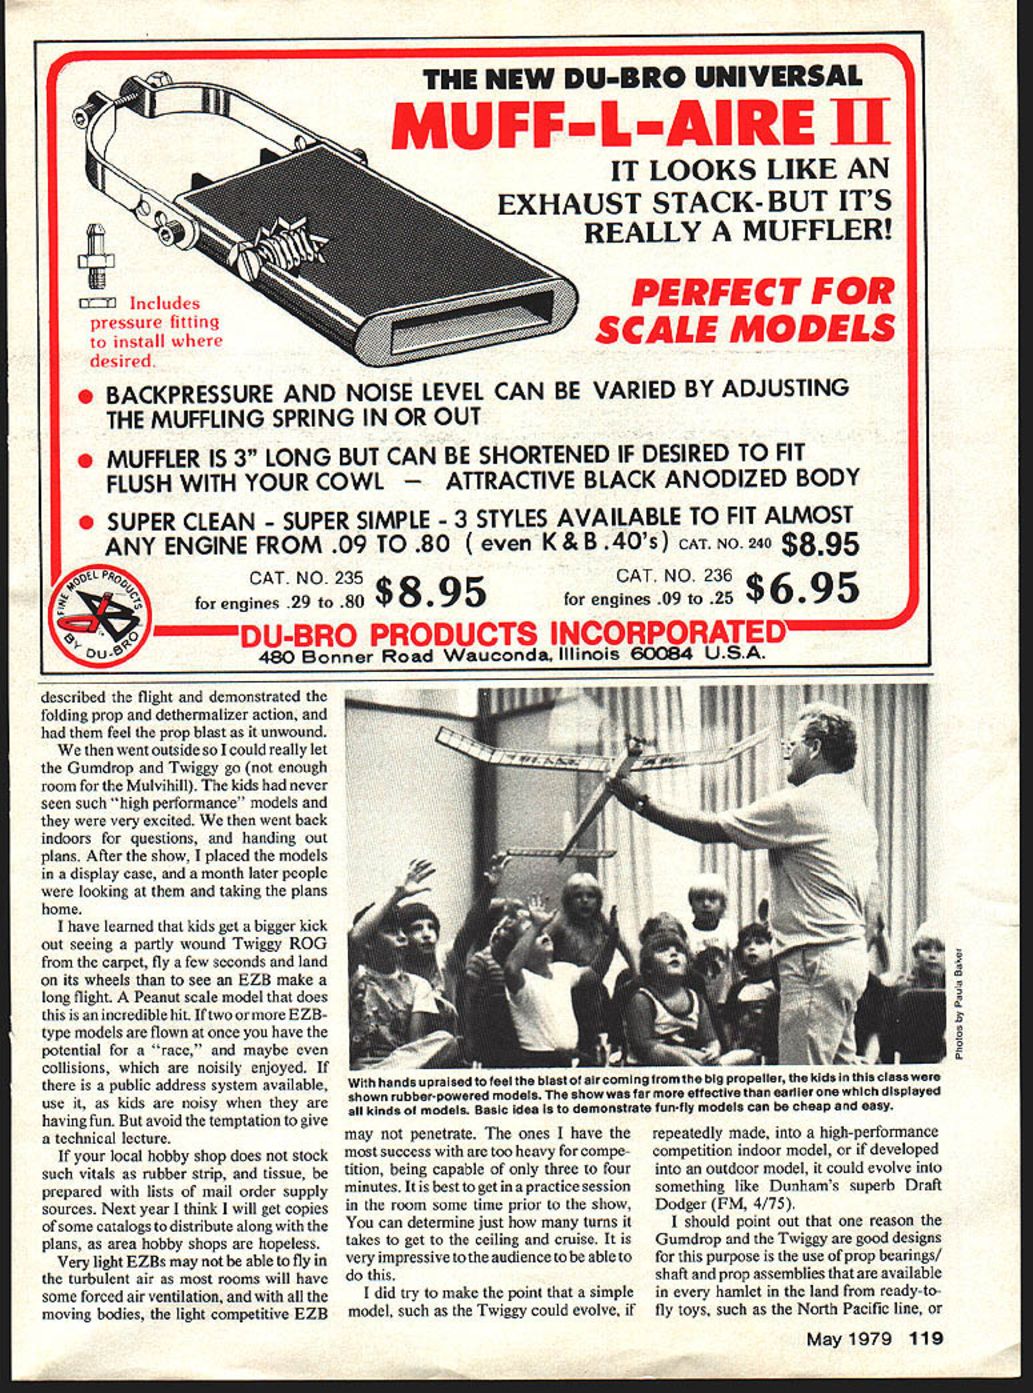 THE NEW DU-BRO UNIVERSAL
MUFF-L-AIRE II
IT LOOKS LIKE AN
EXHAUST STACK-BUT IT'S
REALLY A MUFFLER!
PERFECT FOR
SCALE MODELS
Includes
pressure fitting
to install where
desired.
● BACKPRESSURE AND NOISE LEVEL CAN BE VARIED BY ADJUSTING
THE MUFFLING SPRING IN OR OUT
● MUFFLER IS 3" LONG BUT CAN BE SHORTENED IF DESIRED TO FIT
FLUSH WITH YOUR COWL — ATTRACTIVE BLACK ANODIZED BODY
● SUPER CLEAN - SUPER SIMPLE - 3 STYLES AVAILABLE TO FIT ALMOST
ANY ENGINE FROM .09 TO .80 ( even K & B .40's) CAT. NO. 240 $8.95
CAT. NO. 235
for engines .29 to .80 $8.95
CAT. NO. 236
for engines .09 to .25 $6.95
FINE MODEL PRODUCTS
BY DU-BRO
DU-BRO PRODUCTS INCORPORATED
480 Bonner Road Wauconda, Illinois 60084 U.S.A.
described the flight and demonstrated the
folding prop and dethermalizer action, and
had them feel the prop blast as it unwound.
We then went outside so I could really let
the Gumdrop and Twiggy go (not enough
room for the Mulvihill). The kids had never
seen such "high performance" models and
they were very excited. We then went back
indoors for questions, and handing out
plans. After the show, I placed the models
in a display case, and a month later people
were looking at them and taking the plans
home.
I have learned that kids get a bigger kick
out seeing a partly wound Twiggy ROG
from the carpet, fly a few seconds and land
on its wheels than to see an EZB make a
long flight. A Peanut scale model that does
this is an incredible hit. If two or more EZB-
type models are flown at once you have the
potential for a "race," and maybe even
collisions, which are noisily enjoyed. If
there is a public address system available,
use it, as kids are noisy when they are
having fun. But avoid the temptation to give
a technical lecture.
If your local hobby shop does not stock
such vitals as rubber strip, and tissue, be
prepared with lists of mail order supply
sources. Next year I think I will get copies
of some catalogs to distribute along with the
plans, as area hobby shops are hopeless.
Very light EZBs may not be able to fly in
the turbulent air as most rooms will have
some forced air ventilation, and with all the
moving bodies, the light competitive EZB
Photos by Paula Baker
With hands upraised to feel the blast of air coming from the big propeller, the kids in this class were
shown rubber-powered models. The show was far more effective than earlier one which displayed
all kinds of models. Basic idea is to demonstrate fun-fly models can be cheap and easy.
may not penetrate. The ones I have the
most success with are too heavy for compe-
tition, being capable of only three to four
minutes. It is best to get in a practice session
in the room some time prior to the show,
You can determine just how many turns it
takes to get to the ceiling and cruise. It is
very impressive to the audience to be able to
do this.
I did try to make the point that a simple
model, such as the Twiggy could evolve, if
repeatedly made, into a high-performance
competition indoor model, or if developed
into an outdoor model, it could evolve into
something like Dunham's superb Draft
Dodger (FM, 4/75).
I should point out that one reason the
Gumdrop and the Twiggy are good designs
for this purpose is the use of prop bearings/
shaft and prop assemblies that are available
in every hamlet in the land from ready-to-
fly toys, such as the North Pacific line, or
May 1979 119